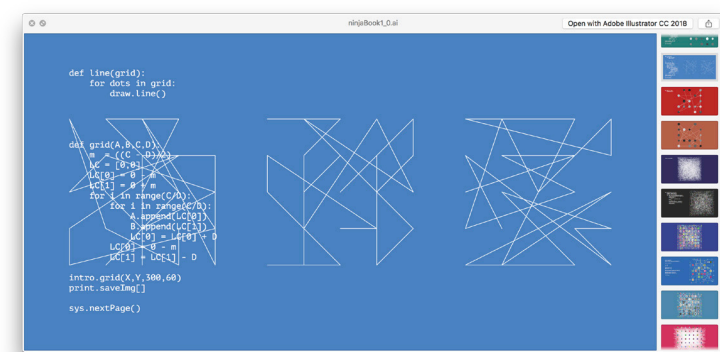 ninjaBook1_0.ai
Open with Adobe Illustrator CC 2018
def line(grid):
    for dots in grid:
        draw.line()
def grid(A,B,C,D):
    m = ((C - D)/2)
    LC = [0,0]
    LC[0] = 0 - m
    LC[1] = 0 + m
    for i in range(C/D):
        for i in range(C/D):
            A.append(LC[0])
            B.append(LC[1])
            LC[0] = LC[0] + D
        LC[0] = 0 - m
        LC[1] = LC[1] - D
intro.grid(X,Y,300,60)
print.saveImg[]
sys.nextPage()